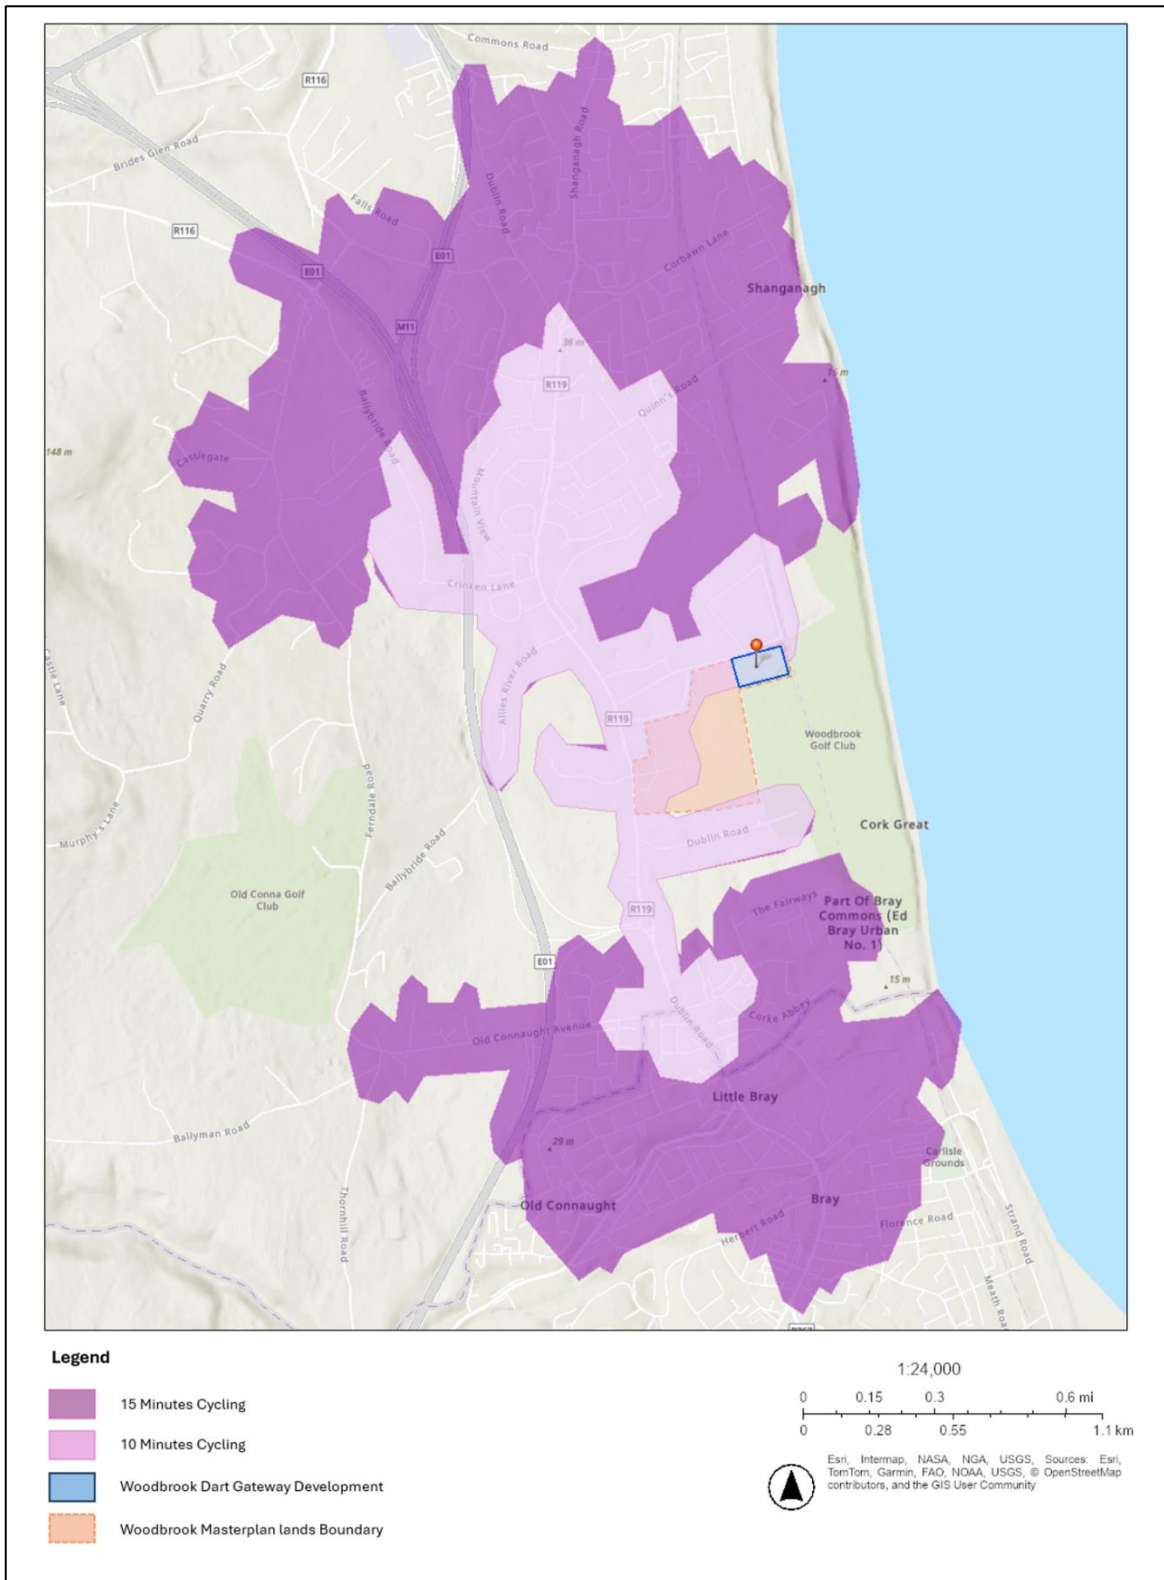 Commons Road
R116
Brides Glen Road
Shanganagh Road
Dublin Road
Falls Road
R116
E01
Corbawn Lane
E01
Shanganagh
M11
36 m
15 m
R119
Quinn's Road
Ballybride Road
148 m
Castlegate
Mountain View
Crinken Lane
Castle Lane
Quarry Road
Allies River Road
R119
Woodbrook
Golf Club
Ferndale Road
Murphy's Lane
Cork Great
Dublin Road
Ballybride Road
Old Conna Golf
Club
The Fairways
Part Of Bray
Commons (Ed
Bray Urban
No. 1)
R119
E01
15 m
Dublin Road
Corke Abbey
Old Connaught Avenue
Little Bray
Ballyman Road
29 m
Carlisle
Grounds
Thornhill Road
Old Connaught
Bray
Herbert Road
Florence Road
Strand Road
Meath Road
Legend
15 Minutes Cycling
10 Minutes Cycling
Woodbrook Dart Gateway Development
Woodbrook Masterplan lands Boundary
1:24,000
0 0.15 0.3 0.6 mi
0 0.28 0.55 1.1 km
Esri, Intermap, NASA, NGA, USGS, Sources: Esri,
TomTom, Garmin, FAO, NOAA, USGS, © OpenStreetMap
contributors, and the GIS User Community